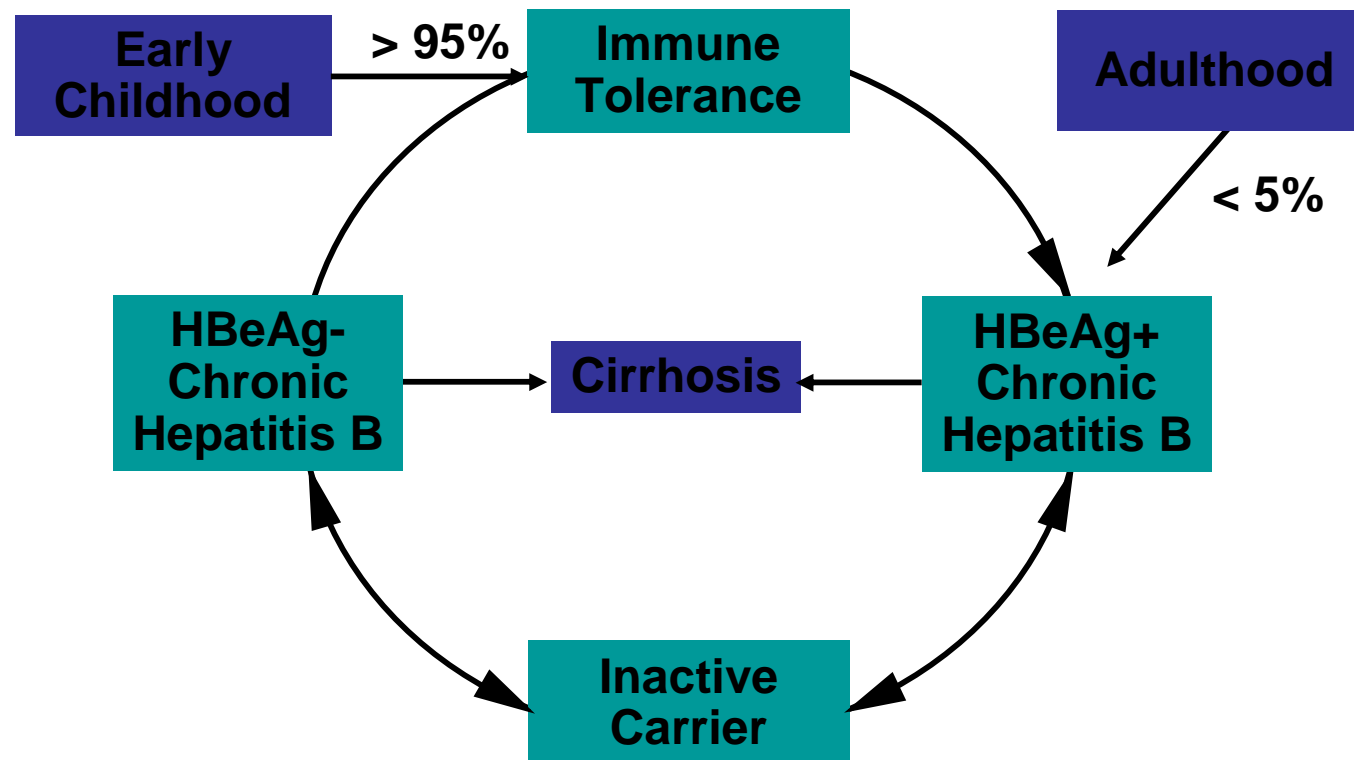 Early
Childhood
> 95%
Immune
Tolerance
Adulthood
< 5%
HBeAg-
Chronic
Hepatitis B
Cirrhosis
HBeAg+
Chronic
Hepatitis B
Inactive
Carrier